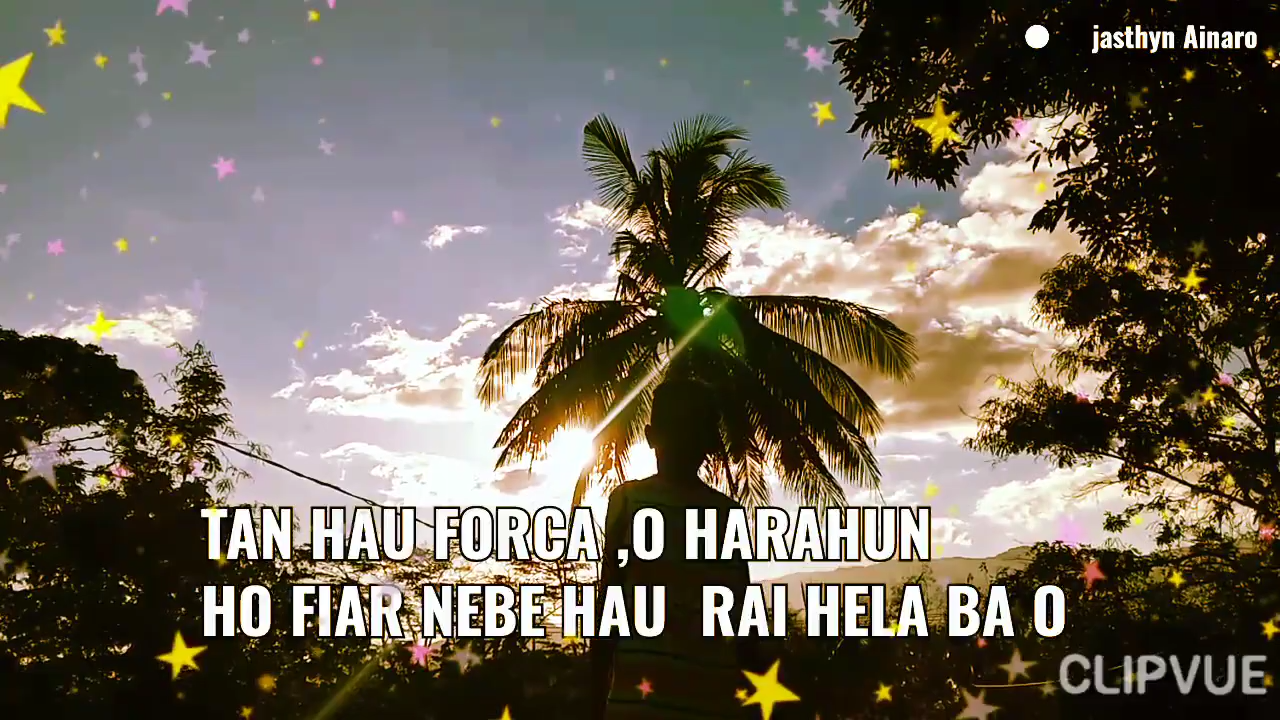 jasthyn Ainaro
TAN HAU FORCA ,O HARAHUN
HO FIAR NEBE HAU RAI HELA BA O
CLIPVUE